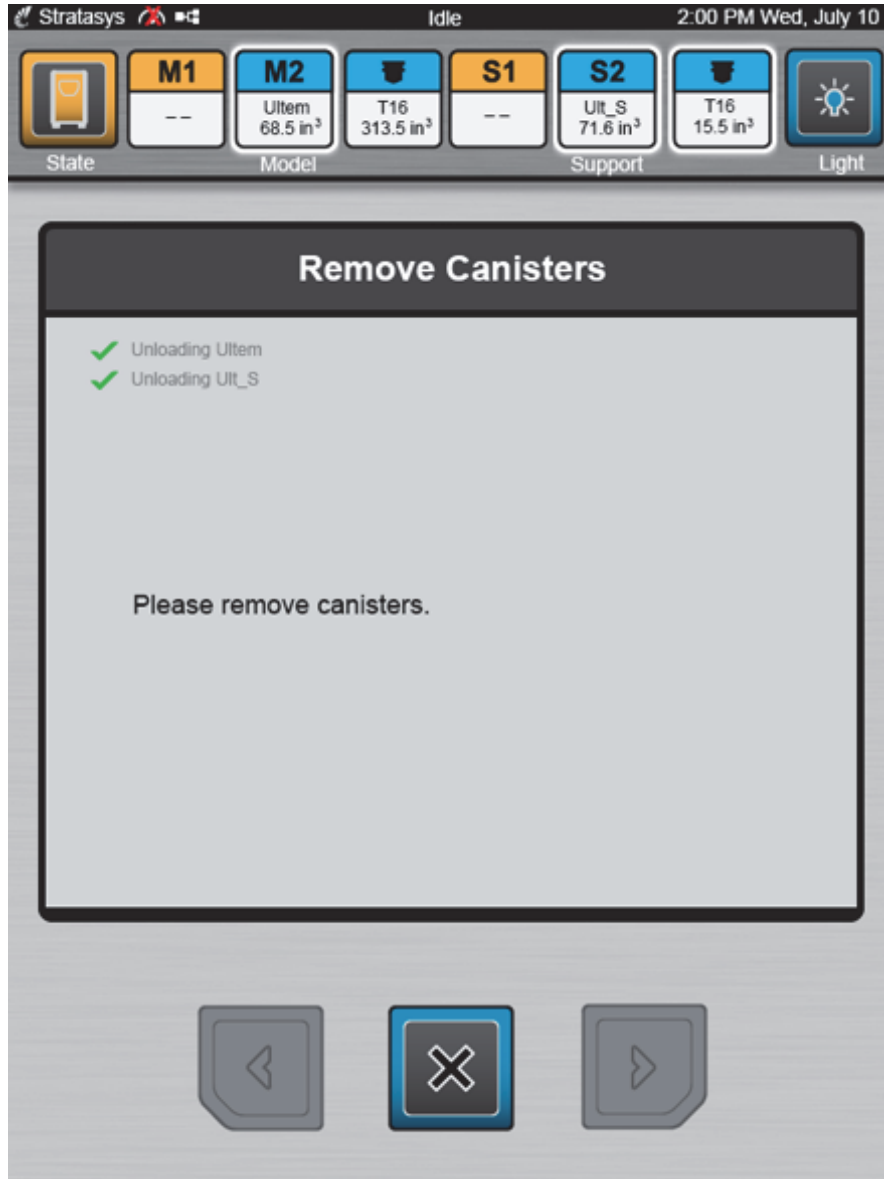 Stratasys Idle 2:00 PM Wed, July 10
M1 M2 S1 S2
-- Ultem T16 -- Ult_S T16
68.5 in³ 313.5 in³ 71.6 in³ 15.5 in³
State Model Support Light
Remove Canisters
Unloading Ultem
Unloading Ult_S
Please remove canisters.